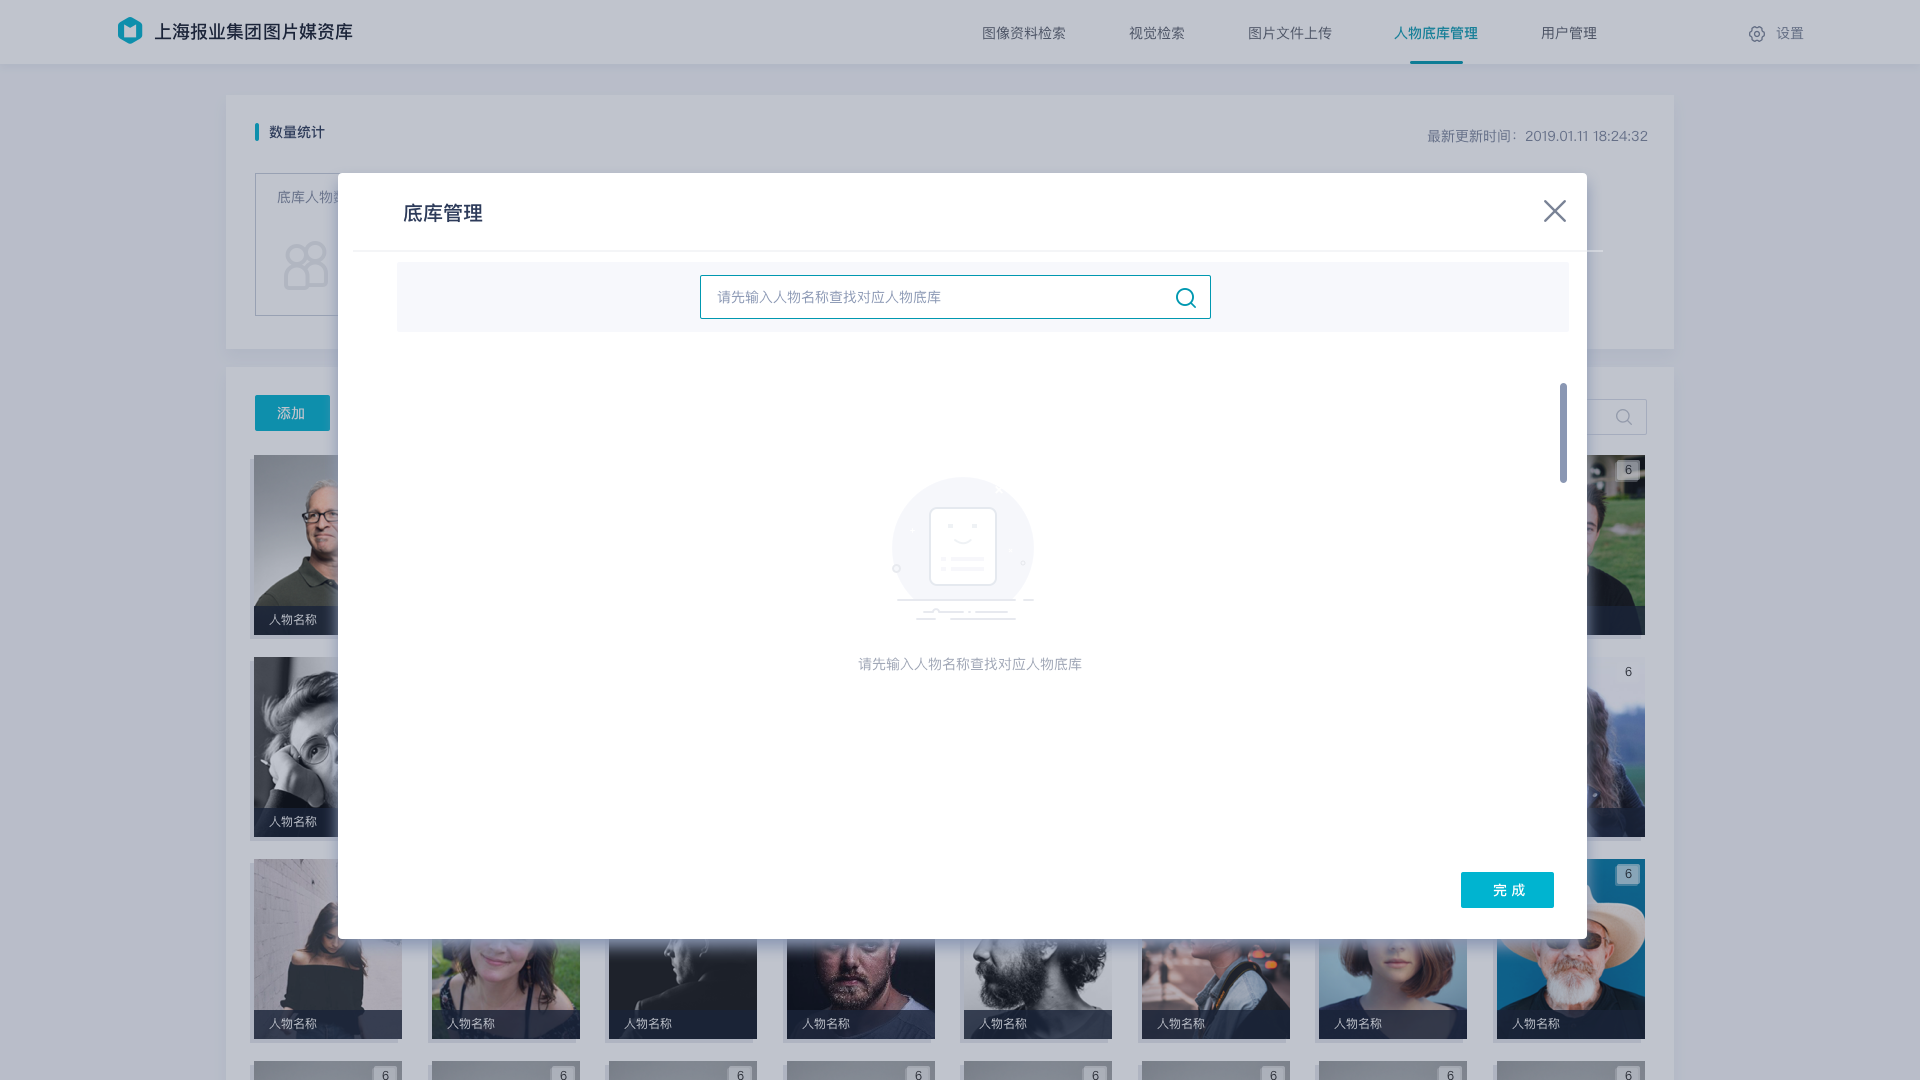 上海报业集团图片媒资库
图像资料检索
视觉检索
图片文件上传
人物底库管理
用户管理
设置
数量统计
最新更新时间：2019.01.11 18:24:32
底库人物
底库管理
请先输入人物名称查找对应人物底库
添加
6
人物名称
请先输入人物名称查找对应人物底库
6
人物名称
完 成
6
人物名称
人物名称
人物名称
人物名称
人物名称
人物名称
人物名称
人物名称
6
6
6
6
6
6
6
6